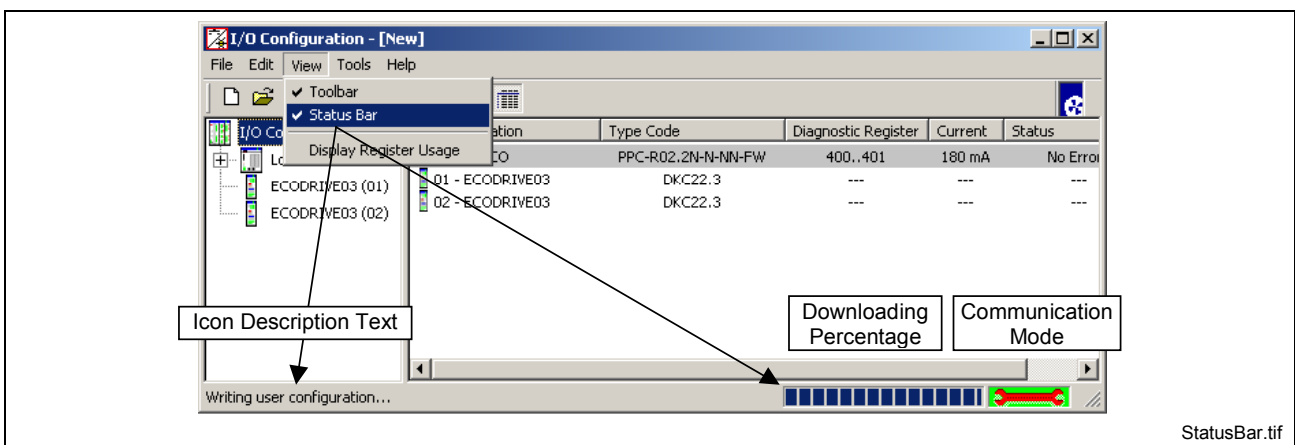 I/O Configuration - [New]
File Edit View Tools Help
Toolbar
Status Bar
Display Register Usage
I/O Co
ation Type Code Diagnostic Register Current Status
Lo
CO PPC-R02.2N-N-NN-FW 400..401 180 mA No Error
ECODRIVE03 (01)
01 - ECODRIVE03 DKC22.3 --- --- ---
ECODRIVE03 (02)
02 - ECODRIVE03 DKC22.3 --- --- ---
Icon Description Text
Downloading
Percentage
Communication
Mode
Writing user configuration...
StatusBar.tif